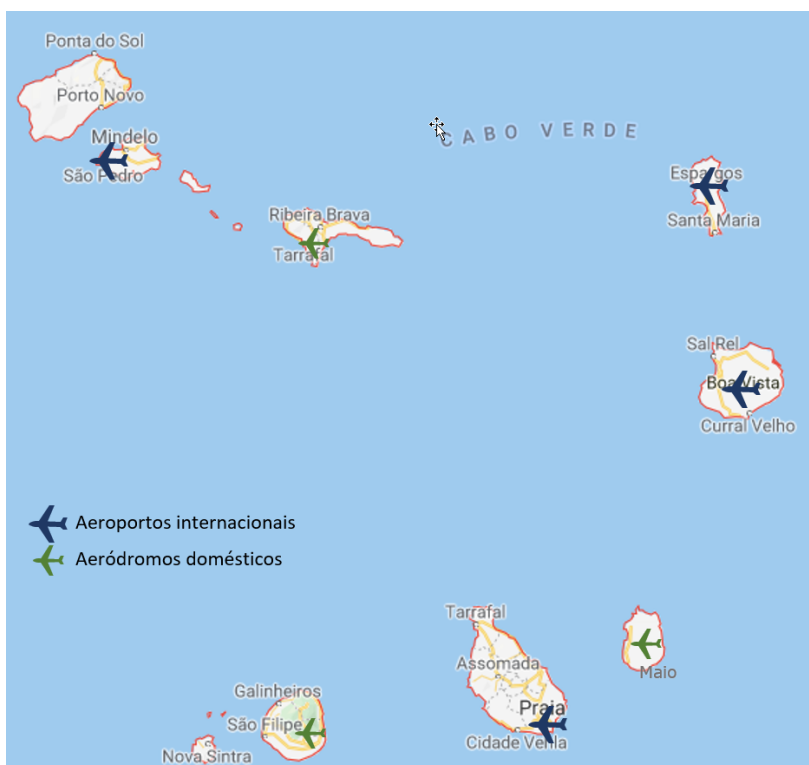 Ponta do Sol
Porto Novo
Mindelo
São Pedro
CABO VERDE
Espargos
Santa Maria
Ribeira Brava
Tarrafal
Sal Rel
Boa Vista
Curral Velho
Aeroportos internacionais
Aeródromos domésticos
Tarrafal
Assomada
Maio
Praia
Cidade Velha
Galinheiros
São Filipe
Nova Sintra